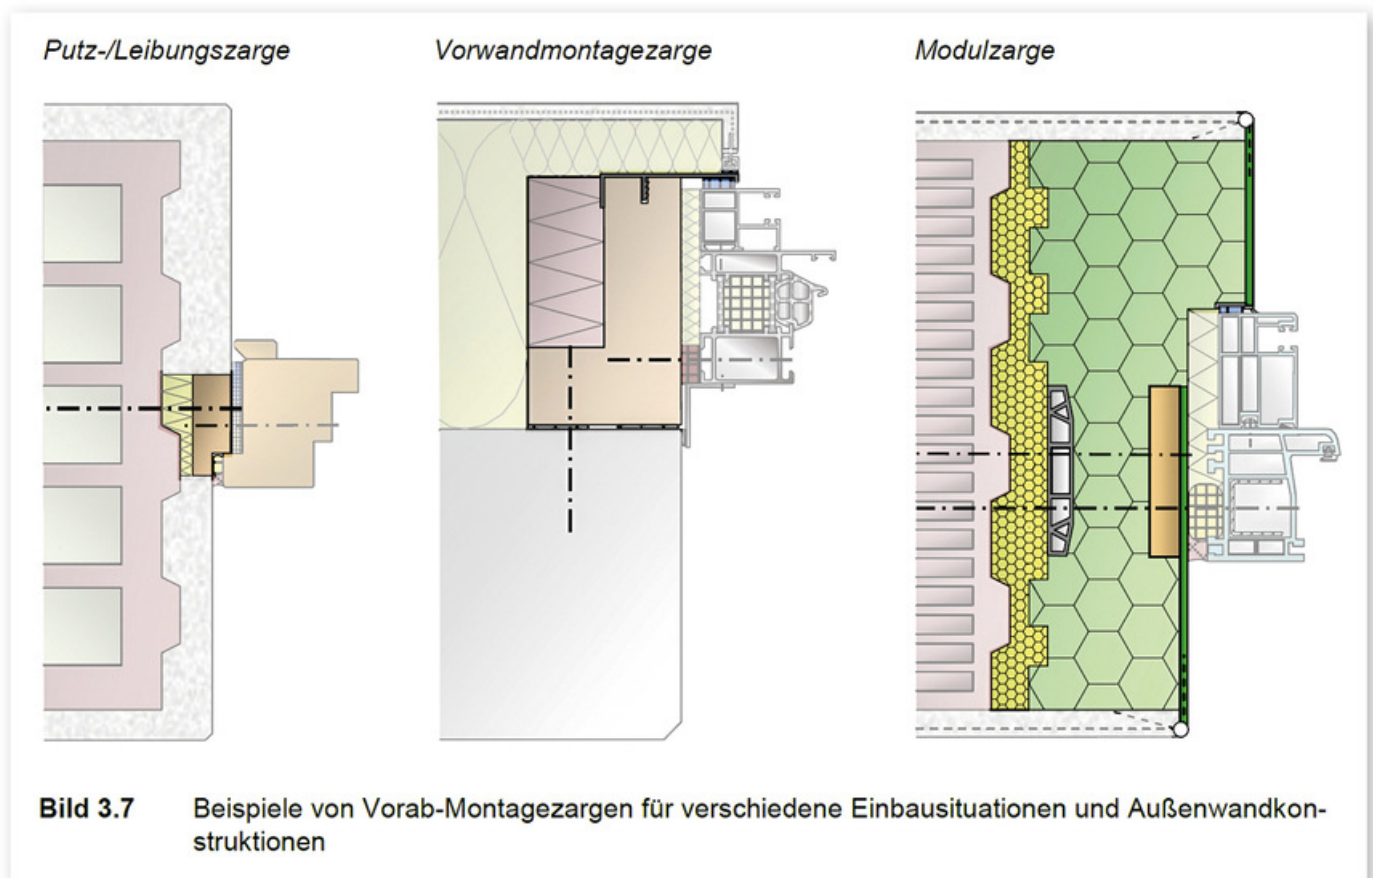 Putz-/Leibungszarge
Vorwandmontagezarge
Modulzarge
Bild 3.7 Beispiele von Vorab-Montagezargen für verschiedene Einbausituationen und Außenwandkon-
struktionen